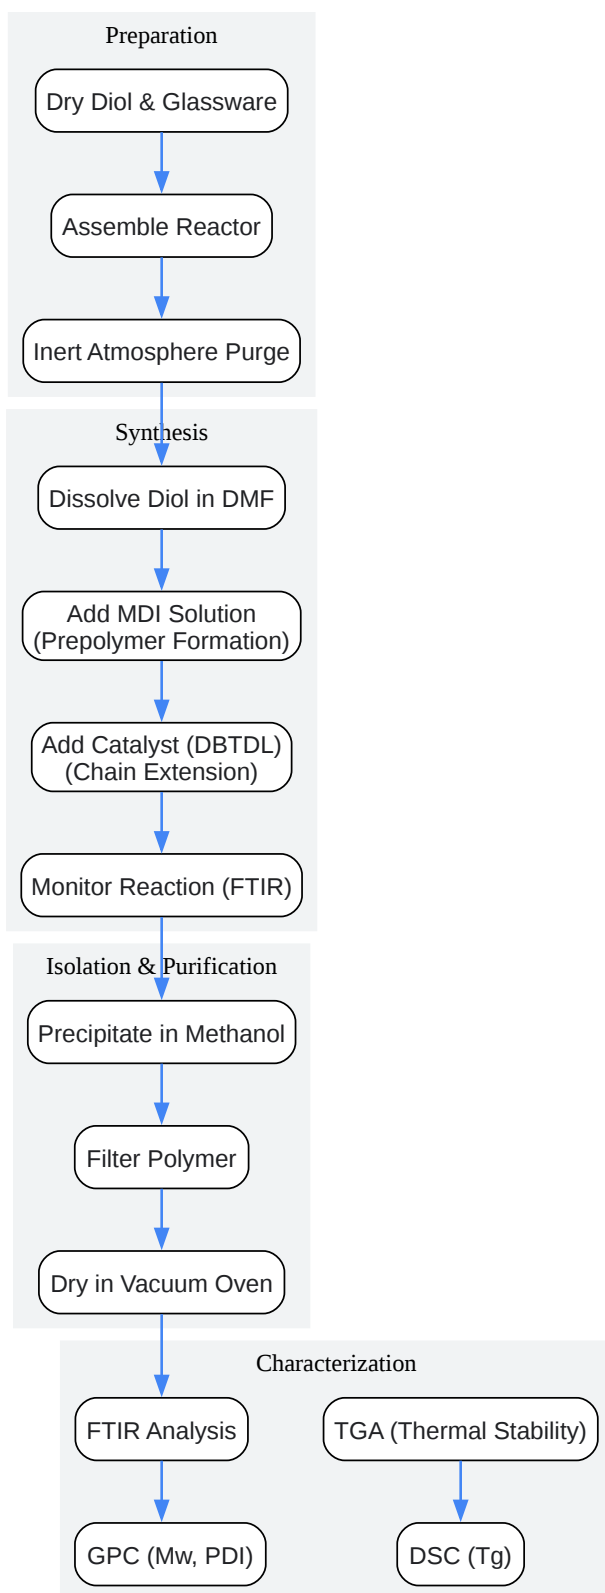 Preparation
Dry Diol & Glassware
Assemble Reactor
Inert Atmosphere Purge
Synthesis
Dissolve Diol in DMF
Add MDI Solution
(Prepolymer Formation)
Add Catalyst (DBTDL)
(Chain Extension)
Monitor Reaction (FTIR)
Isolation & Purification
Precipitate in Methanol
Filter Polymer
Dry in Vacuum Oven
Characterization
FTIR Analysis
TGA (Thermal Stability)
GPC (Mw, PDI)
DSC (Tg)